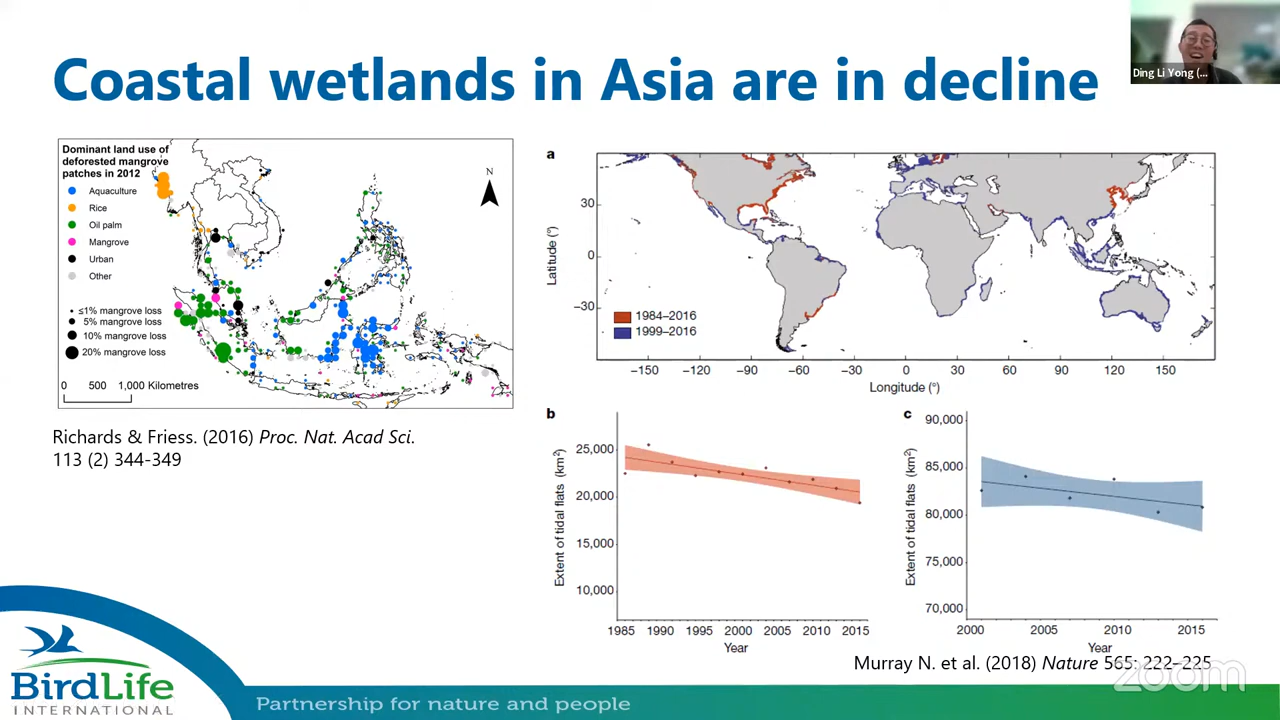 Coastal wetlands in Asia are in decline
Ding Li Yong (...
Dominant land use of
deforested mangrove
patches in 2012
Aquaculture
Rice
Oil palm
Mangrove
Urban
Other
≤1% mangrove loss
5% mangrove loss
10% mangrove loss
20% mangrove loss
0 500 1,000 Kilometres
N
Richards & Friess. (2016) Proc. Nat. Acad Sci.
113 (2) 344-349
a
Latitude (°)
30
0
−30
1984–2016
1999–2016
−150 −120 −90 −60 −30 0 30 60 90 120 150
Longitude (°)
b
Extent of tidal flats (km²)
25,000
20,000
15,000
10,000
1985 1990 1995 2000 2005 2010 2015
Year
c
Extent of tidal flats (km²)
90,000
85,000
80,000
75,000
70,000
2000 2005 2010 2015
Year
Murray N. et al. (2018) Nature 565: 222–225
zoom
BirdLife
INTERNATIONAL
Partnership for nature and people